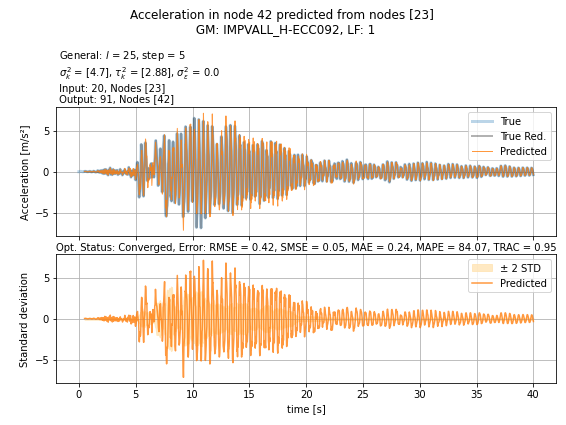 Acceleration in node 42 predicted from nodes [23]
GM: IMPVALL_H-ECC092, LF: 1
General: l = 25, step = 5
σ²ₖ = [4.7], τ²ₖ = [2.88], σ²ε = 0.0
Input: 20, Nodes [23]
Output: 91, Nodes [42]
Acceleration [m/s²]
5
0
−5
True
True Red.
Predicted
Opt. Status: Converged, Error: RMSE = 0.42, SMSE = 0.05, MAE = 0.24, MAPE = 84.07, TRAC = 0.95
Standard deviation
5
0
−5
± 2 STD
Predicted
0 5 10 15 20 25 30 35 40
time [s]